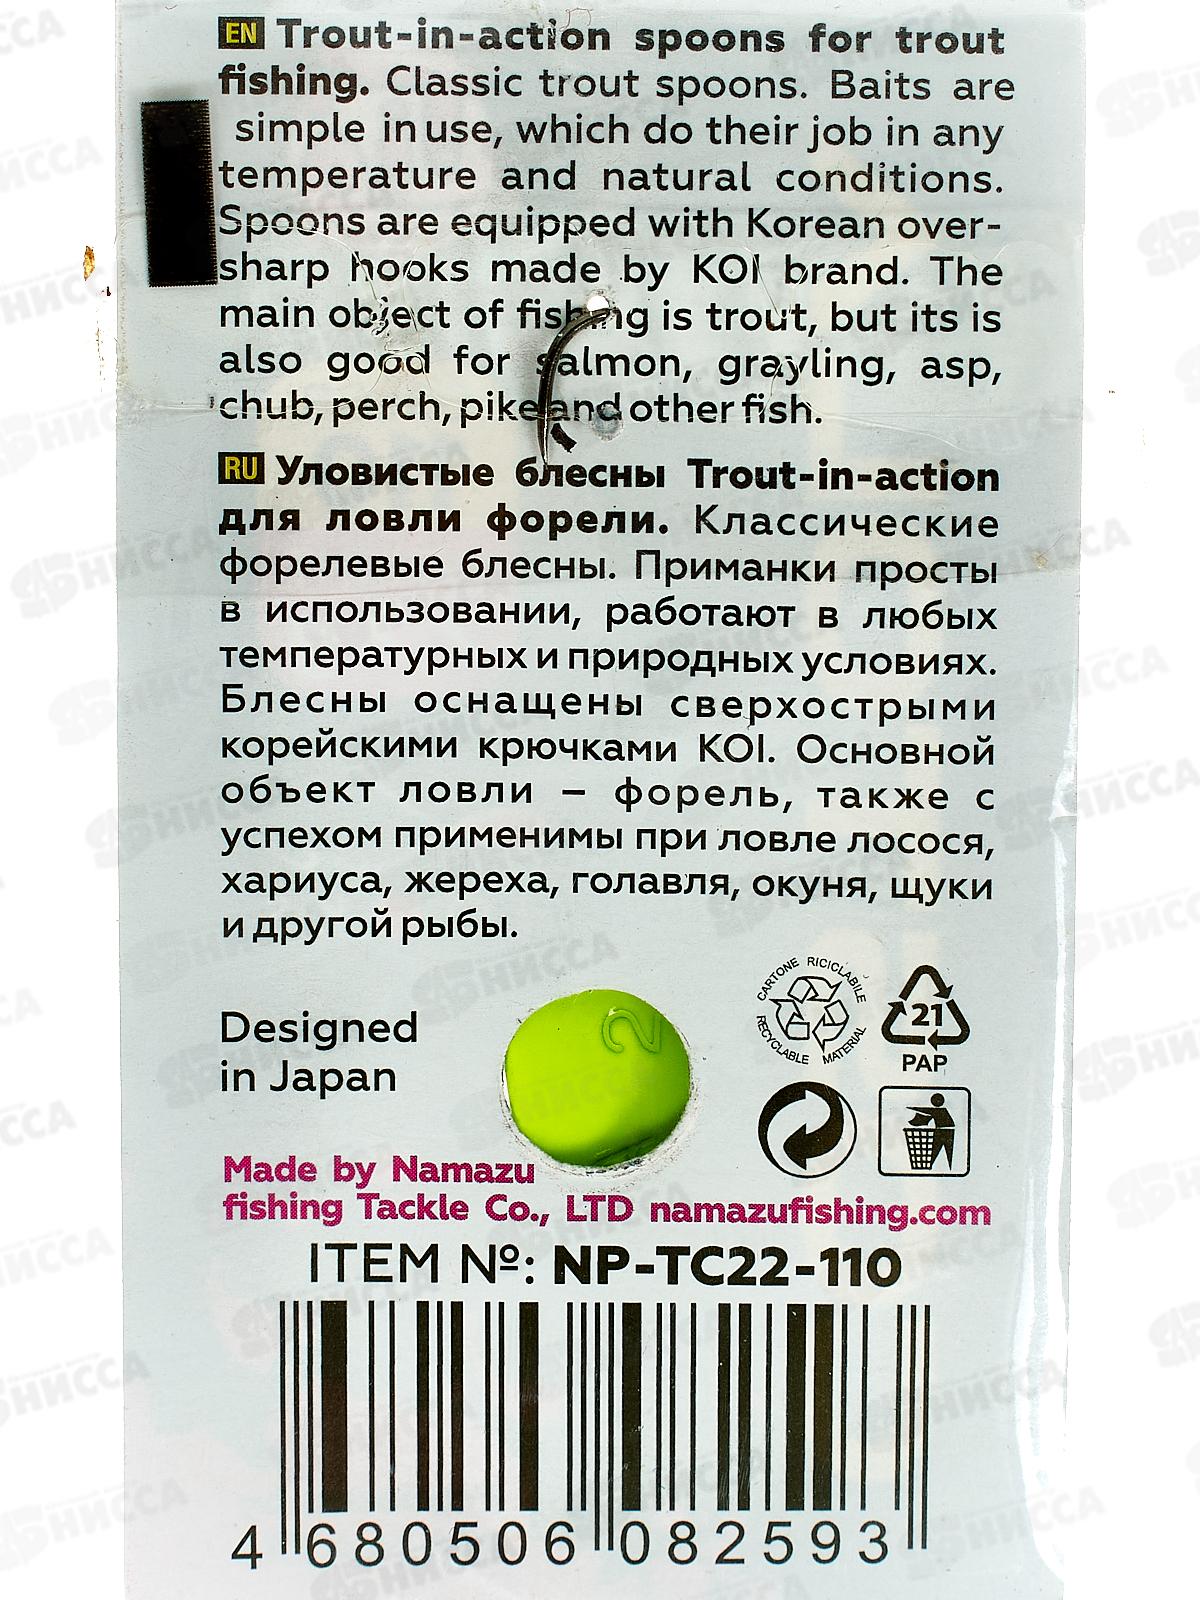 EN Trout-in-action spoons for trout
fishing. Classic trout spoons. Baits are
simple in use, which do their job in any
temperature and natural conditions.
Spoons are equipped with Korean over-
sharp hooks made by KOI brand. The
main object of fishing is trout, but its is
also good for salmon, grayling, asp,
chub, perch, pike and other fish.
RU Уловистые блесны Trout-in-action
для ловли форели. Классические
форелевые блесны. Приманки просты
в использовании, работают в любых
температурных и природных условиях.
Блесны оснащены сверхострыми
корейскими крючками KOI. Основной
объект ловли – форель, также с
успехом применимы при ловле лосося,
хариуса, жереха, голавля, окуня, щуки
и другой рыбы.
Designed
in Japan
2
CARTONE RICICLABILE
RECYCLABLE MATERIAL
21
PAP
Made by Namazu
fishing Tackle Co., LTD namazufishing.com
ITEM №: NP-TC22-110
4 680506 082593